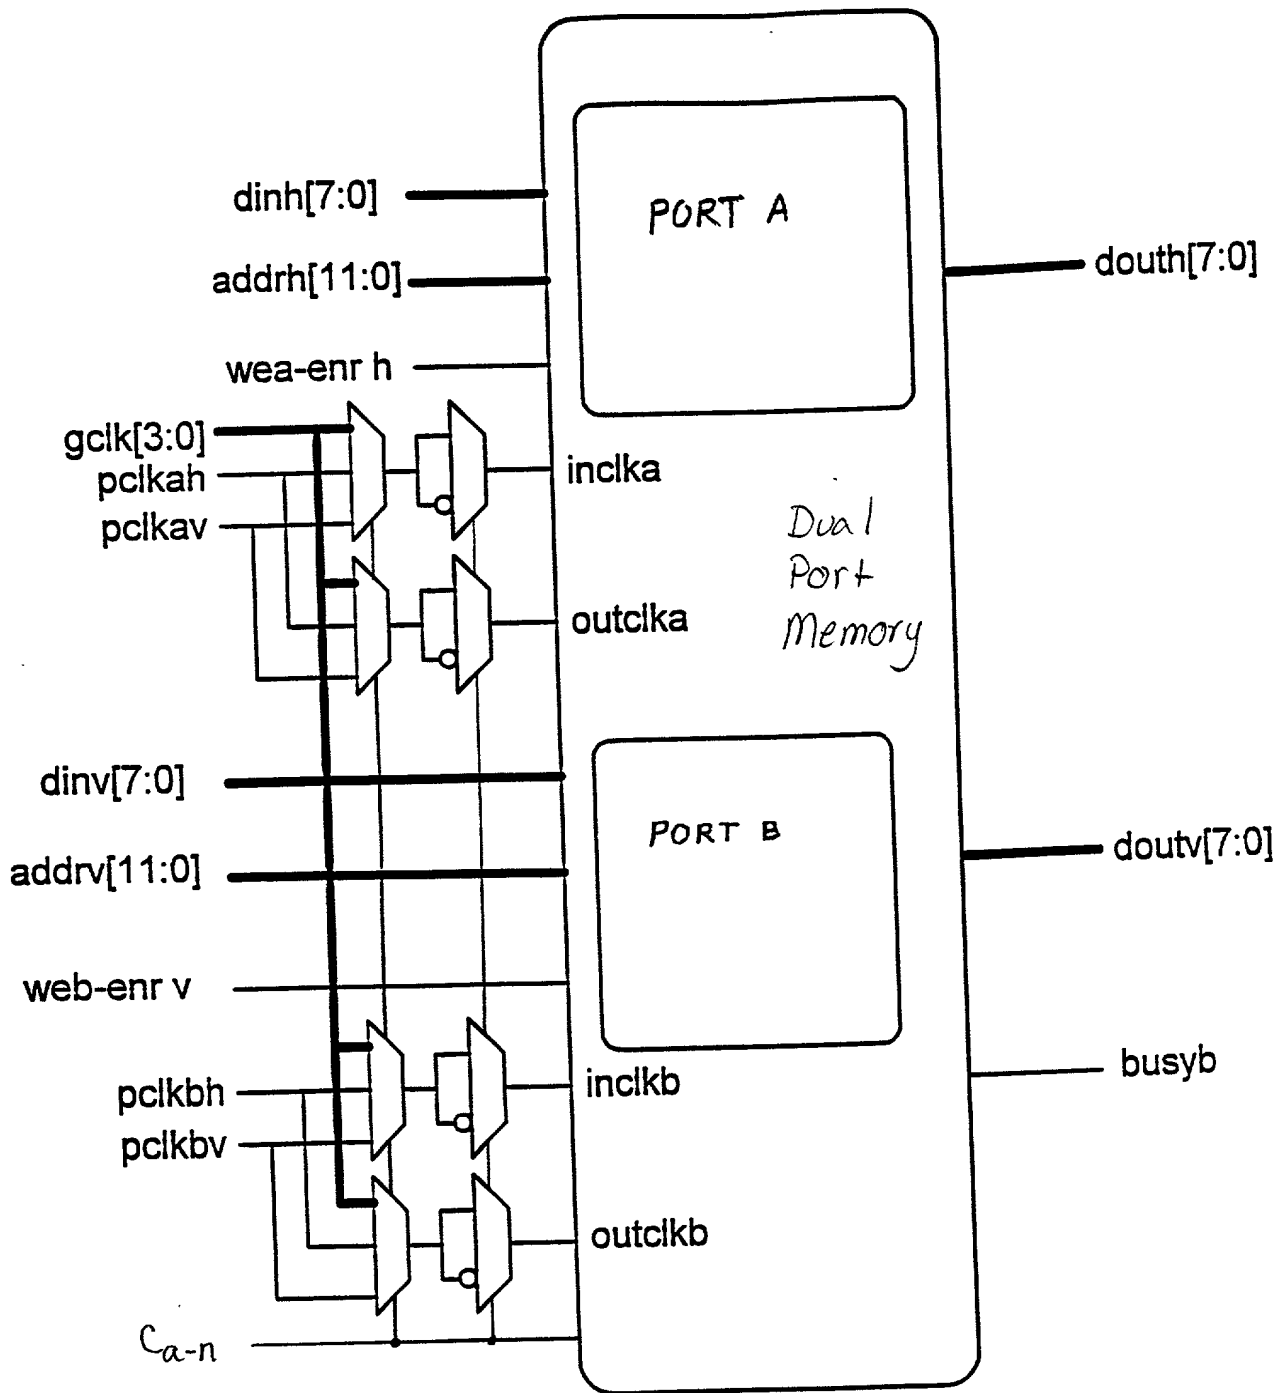 dinh[7:0]
PORT A
addrh[11:0]
douth[7:0]
wea-enr h
gclk[3:0]
pclkah
inclka
pclkav
Dual
Port
Memory
outclka
dinv[7:0]
PORT B
addrv[11:0]
doutv[7:0]
web-enr v
pclkbh
inclkb
busyb
pclkbv
outclkb
Ca-n